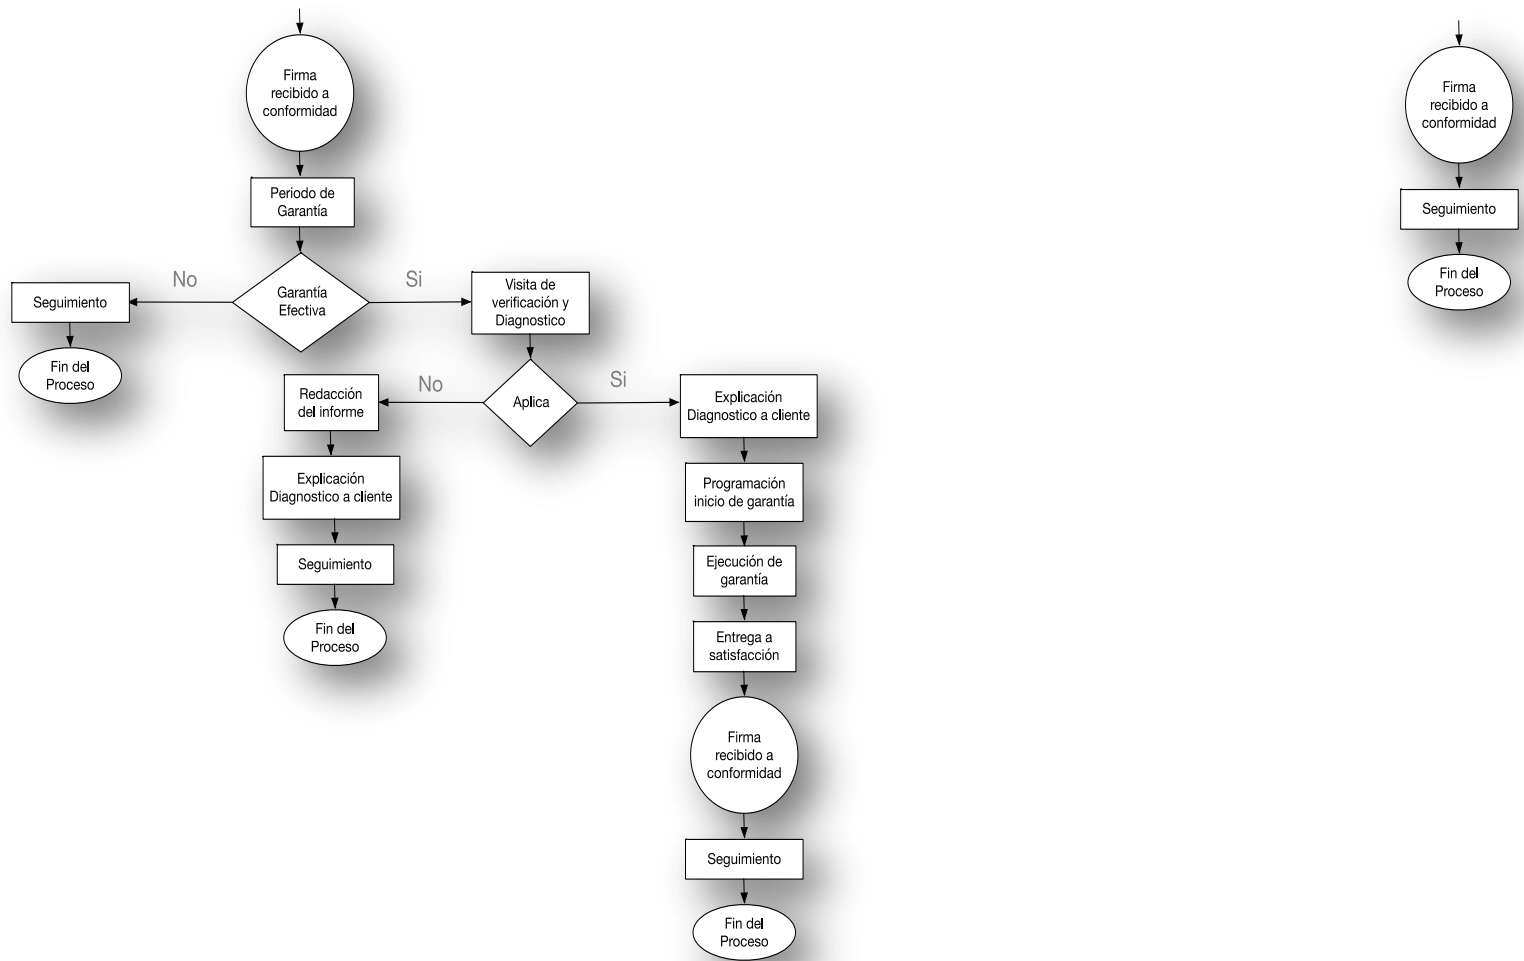 Firma
recibido a
conformidad
Periodo de
Garantía
Garantía
Efectiva
No
Si
Seguimiento
Fin del
Proceso
Visita de
verificación y
Diagnostico
Aplica
No
Si
Redacción
del informe
Explicación
Diagnostico a cliente
Seguimiento
Fin del
Proceso
Explicación
Diagnostico a cliente
Programación
inicio de garantía
Ejecución de
garantía
Entrega a
satisfacción
Firma
recibido a
conformidad
Seguimiento
Fin del
Proceso
Firma
recibido a
conformidad
Seguimiento
Fin del
Proceso